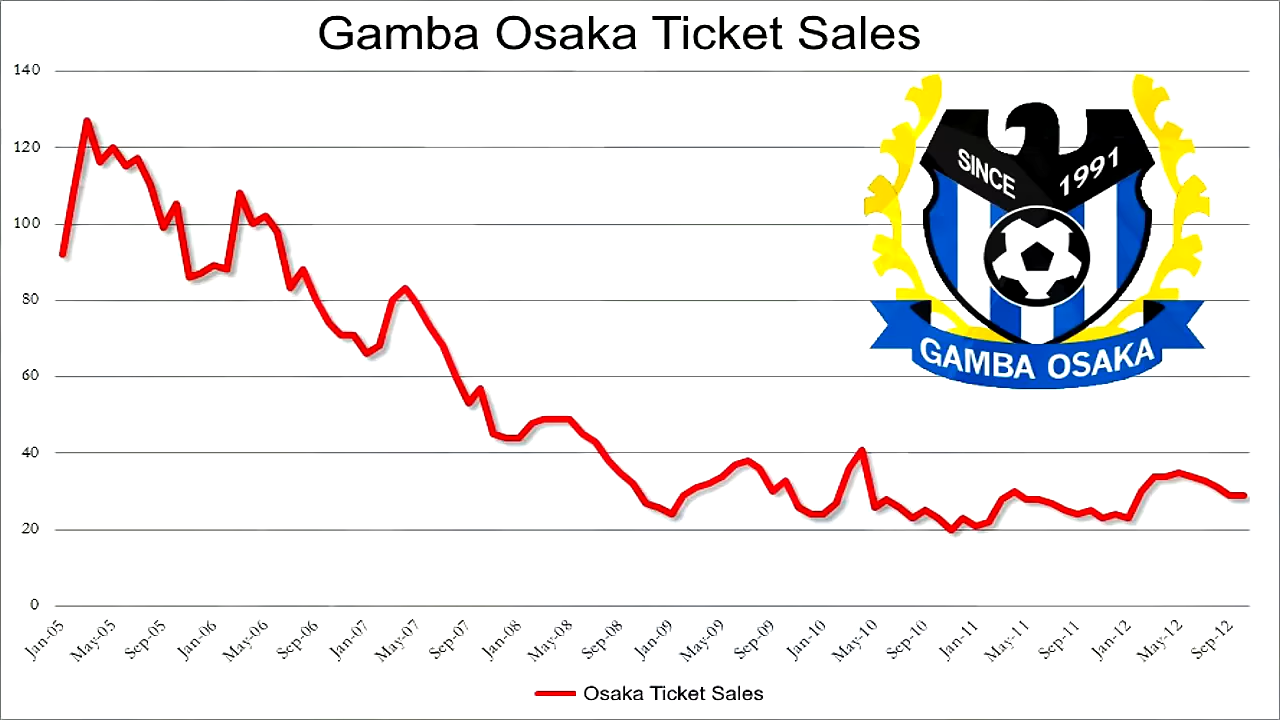 Gamba Osaka Ticket Sales
140
120
100
80
60
40
20
0
SINCE 1991
GAMBA OSAKA
Jan-05 May-05 Sep-05 Jan-06 May-06 Sep-06 Jan-07 May-07 Sep-07 Jan-08 May-08 Sep-08 Jan-09 May-09 Sep-09 Jan-10 May-10 Sep-10 Jan-11 May-11 Sep-11 Jan-12 May-12 Sep-12
Osaka Ticket Sales